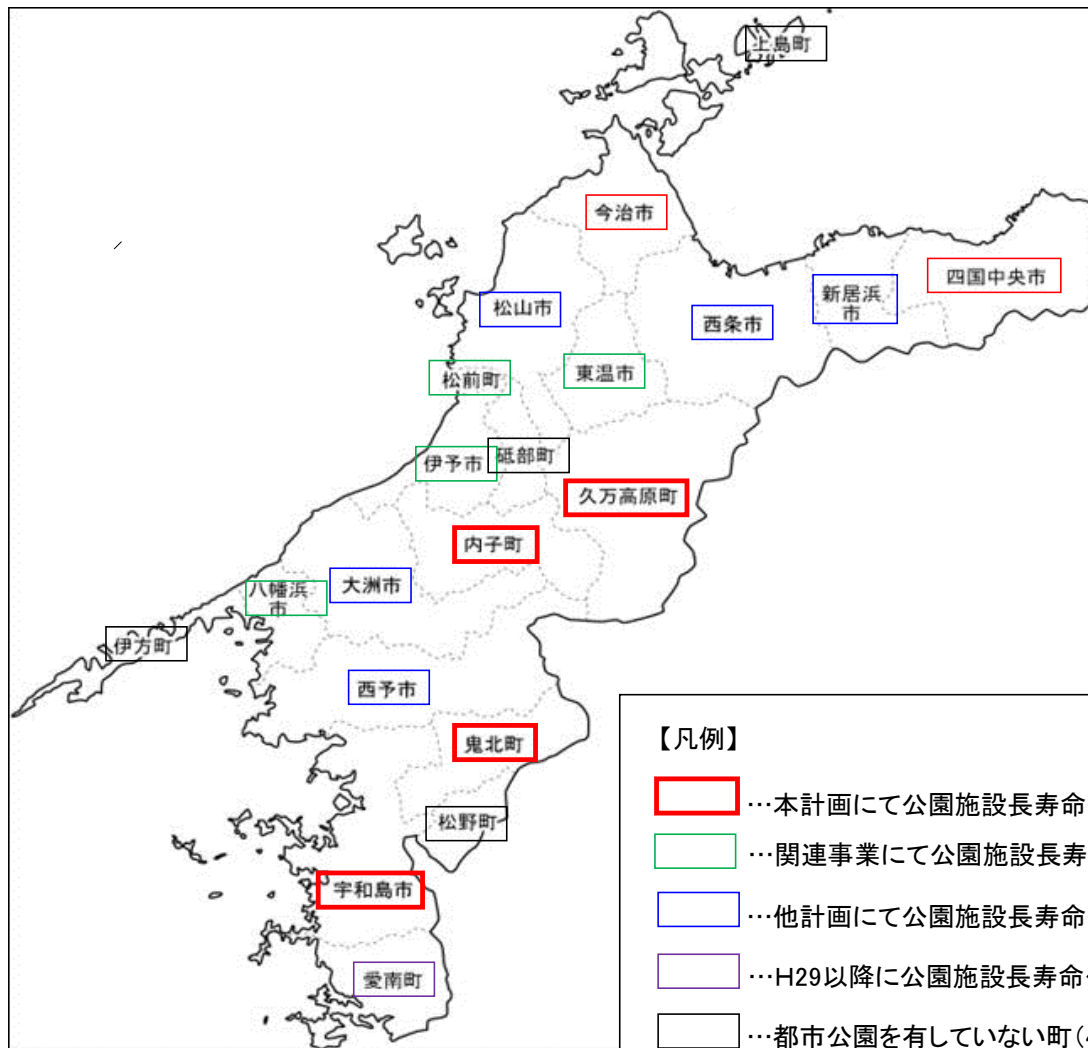 上島町
今治市
四国中央市
新居浜
市
松山市
西条市
松前町
東温市
伊予市
砥部町
久万高原町
内子町
大洲市
八幡浜
市
伊方町
西予市
鬼北町
松野町
宇和島市
愛南町
【凡例】
…本計画にて公園施設長寿命
…関連事業にて公園施設長寿
…他計画にて公園施設長寿命
…H29以降に公園施設長寿命
…都市公園を有していない町(